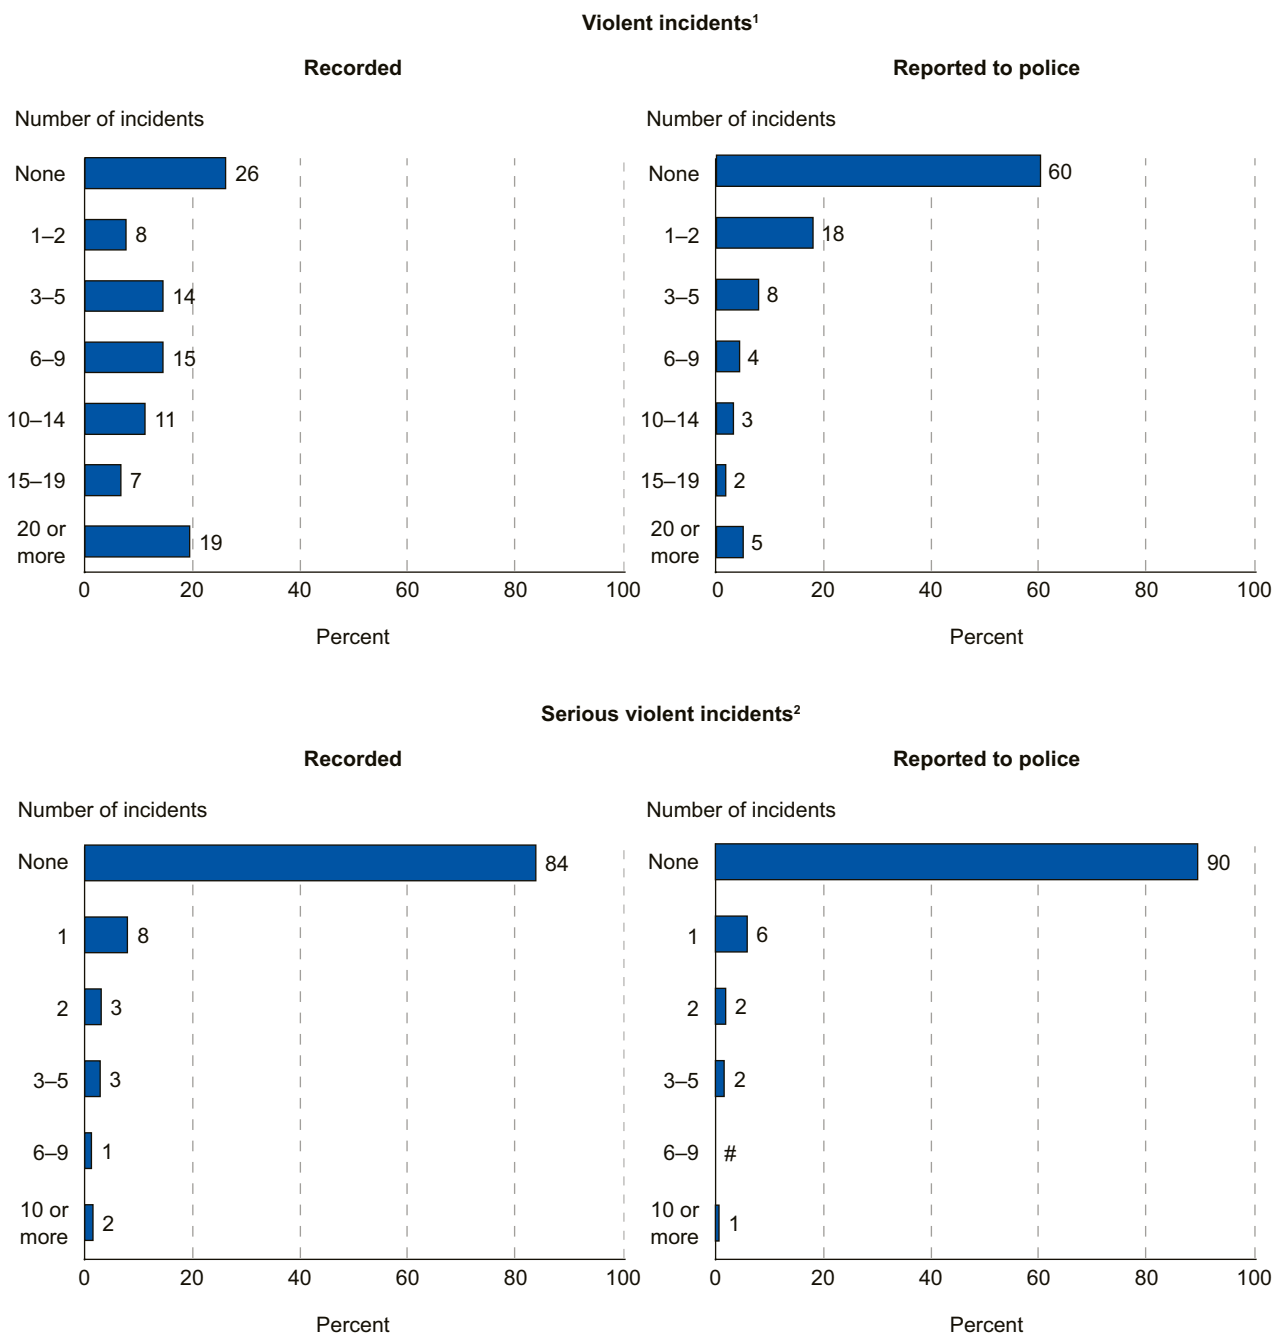 Violent incidents¹
Recorded
Number of incidents
None 26
1–2 8
3–5 14
6–9 15
10–14 11
15–19 7
20 or
more 19
0 20 40 60 80 100
Percent
Reported to police
Number of incidents
None 60
1–2 18
3–5 8
6–9 4
10–14 3
15–19 2
20 or
more 5
0 20 40 60 80 100
Percent
Serious violent incidents²
Recorded
Number of incidents
None 84
1 8
2 3
3–5 3
6–9 1
10 or
more 2
0 20 40 60 80 100
Percent
Reported to police
Number of incidents
None 90
1 6
2 2
3–5 2
6–9 #
10 or
more 1
0 20 40 60 80 100
Percent